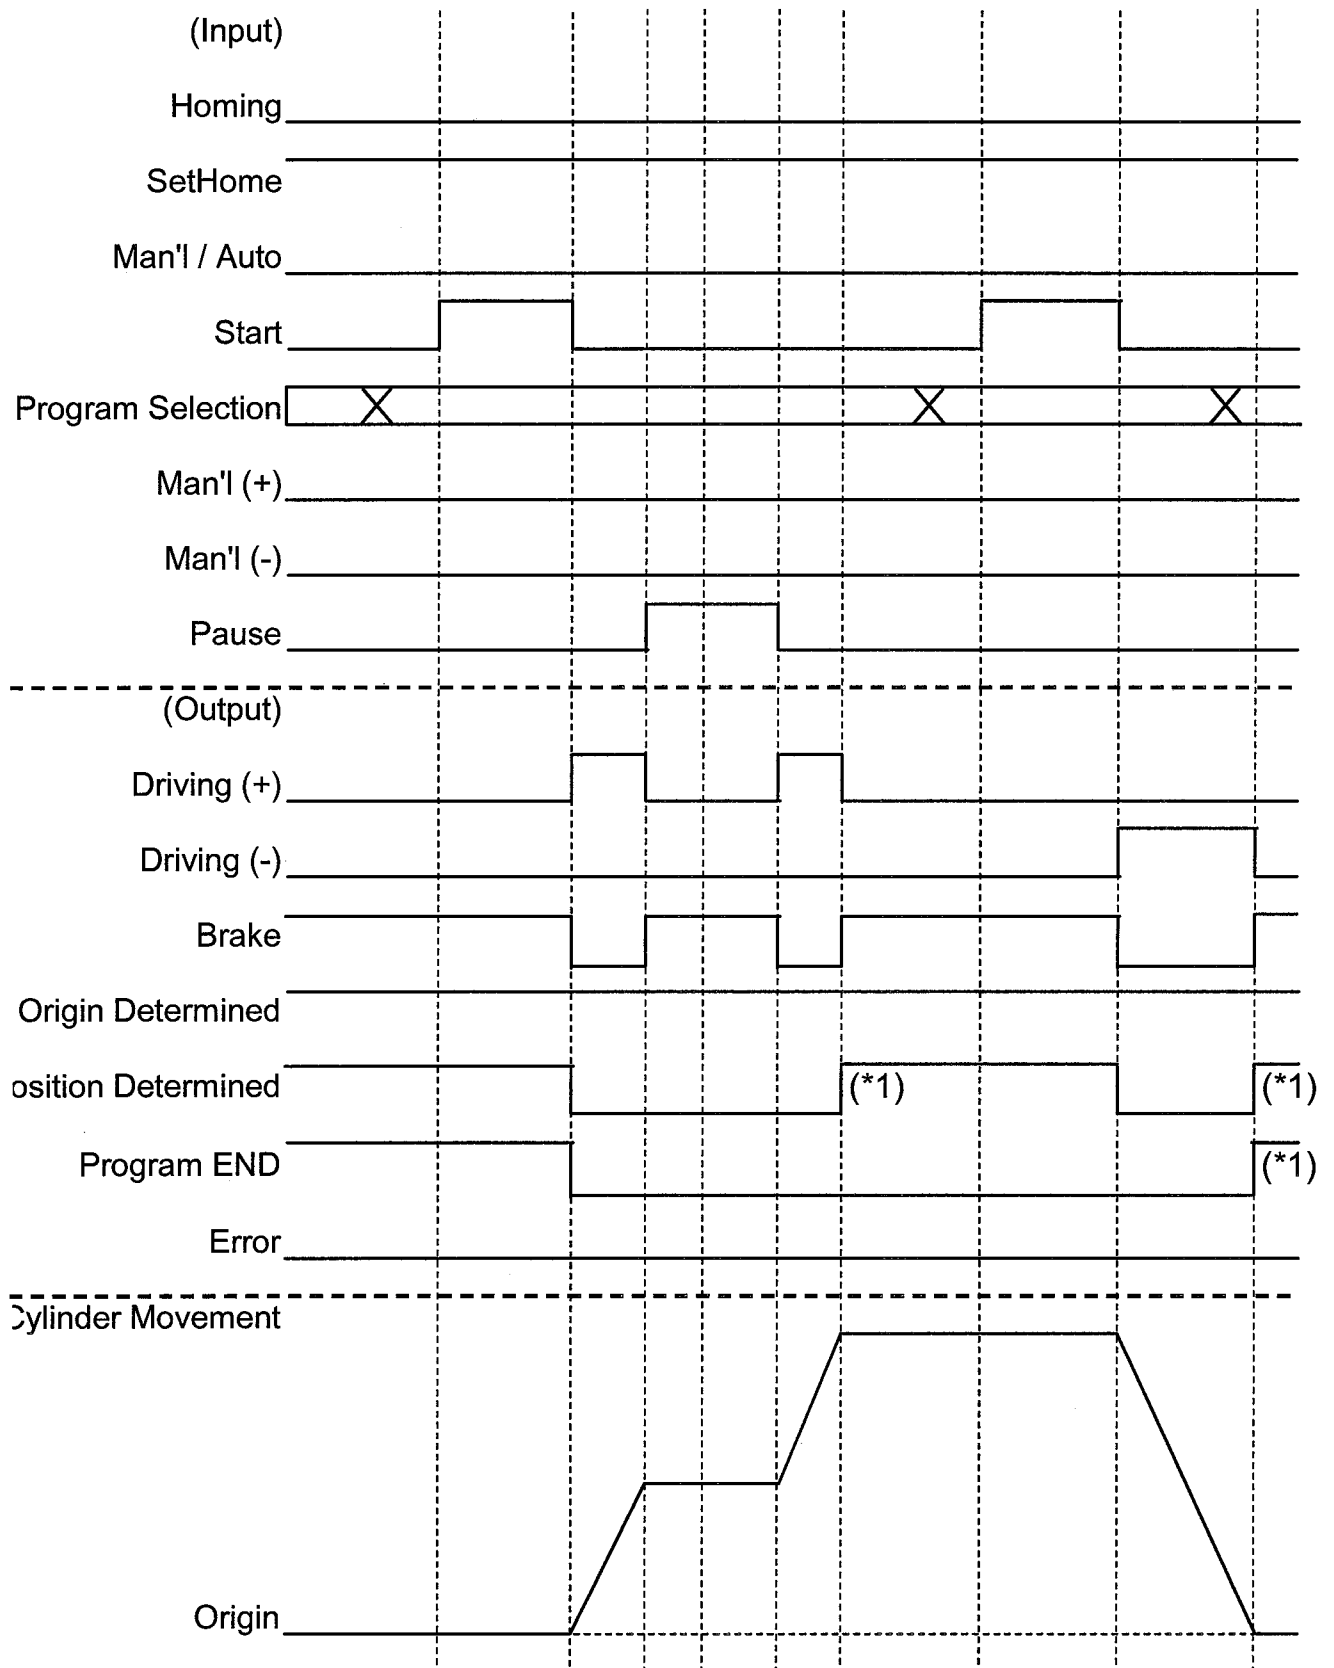 (Input)
Homing
SetHome
Man'l / Auto
Start
Program Selection
Man'l (+)
Man'l (-)
Pause
(Output)
Driving (+)
Driving (-)
Brake
Origin Determined
osition Determined (*1) (*1)
Program END (*1)
Error
Cylinder Movement
Origin